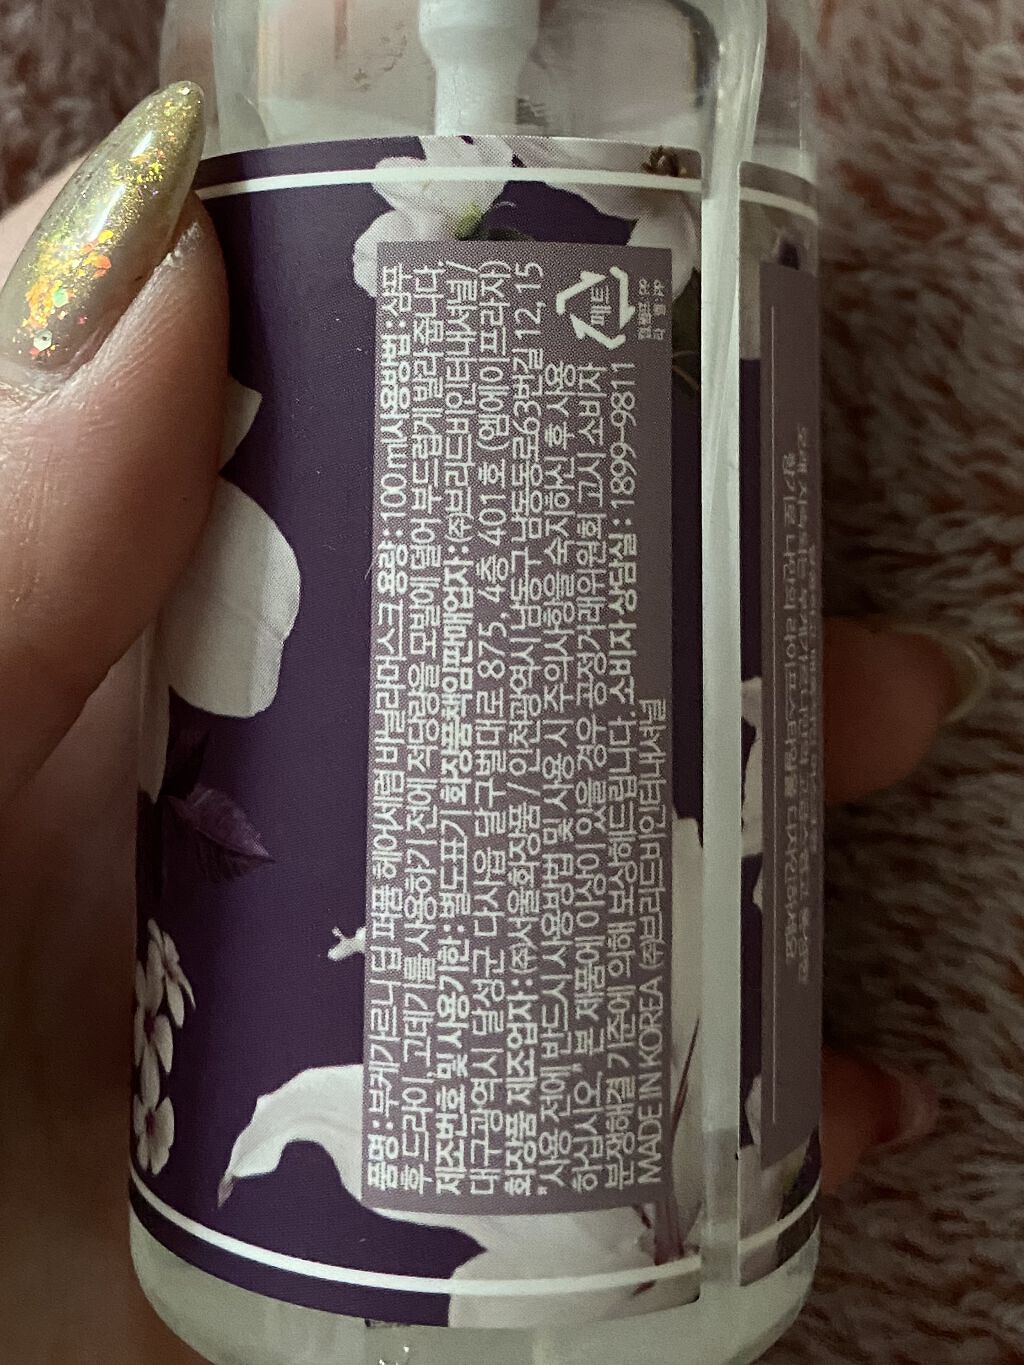 품명:부케가르니 딥 퍼퓸 헤어세럼 바닐라머스크 용량:100ml 사용방법:샴푸
후 드라이, 고데기를 사용하기 전에 적당량을 모발에 덜어 부드럽게 발라 줍니다.
제조번호 및 사용기한:별도표기 화장품책임판매업자:(주)브리드비인터내셔널/
대구광역시 달성군 다사읍 달구벌대로 875, 4층 401호 (엠에이프라자)
화장품 제조업자:(주)서울화장품 / 인천광역시 남동구 남동동로63번길 12, 15
"사용 전에 반드시 사용방법 및 사용 시 주의사항을 숙지하신 후 사용
하십시오." 본 제품에 이상이 있을 경우 공정거래위원회 고시 소비자
분쟁해결 기준에 의해 보상해드립니다. 소비자상담실 : 1899-9811
MADE IN KOREA (주)브리드비인터내셔널
페트